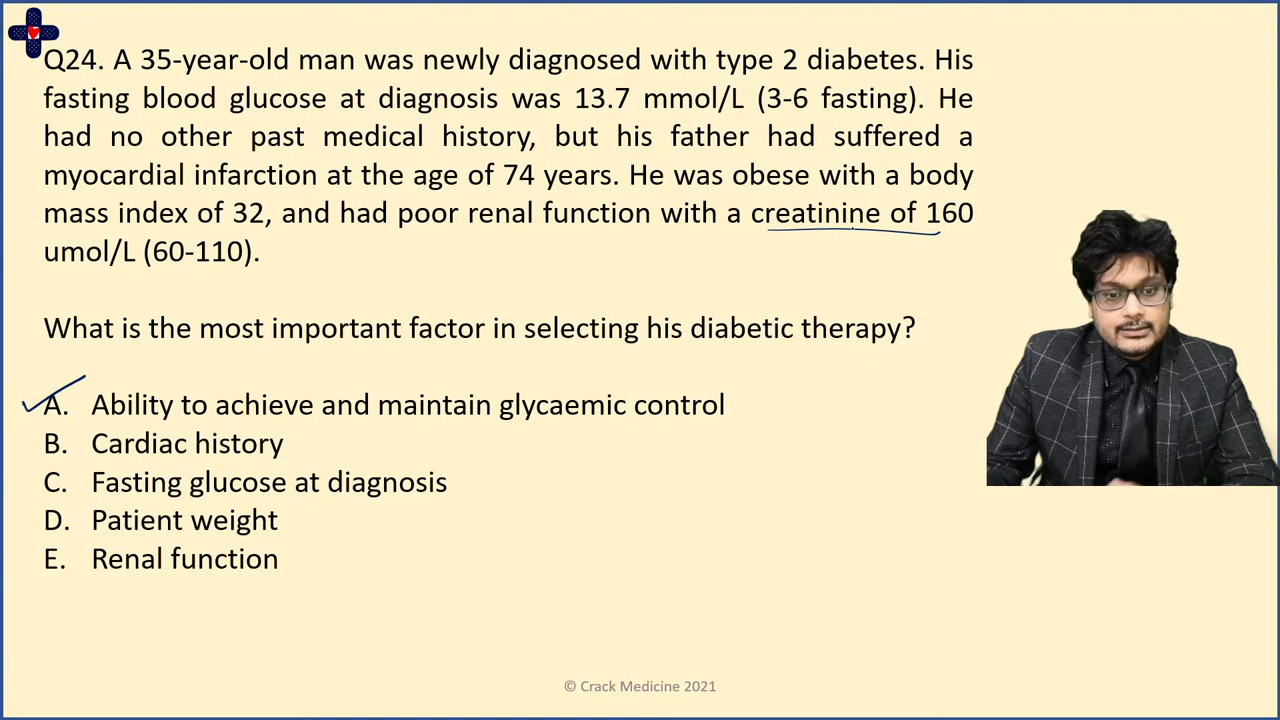 Q24. A 35-year-old man was newly diagnosed with type 2 diabetes. His
fasting blood glucose at diagnosis was 13.7 mmol/L (3-6 fasting). He
had no other past medical history, but his father had suffered a
myocardial infarction at the age of 74 years. He was obese with a body
mass index of 32, and had poor renal function with a creatinine of 160
umol/L (60-110).
What is the most important factor in selecting his diabetic therapy?
A. Ability to achieve and maintain glycaemic control
B. Cardiac history
C. Fasting glucose at diagnosis
D. Patient weight
E. Renal function
© Crack Medicine 2021